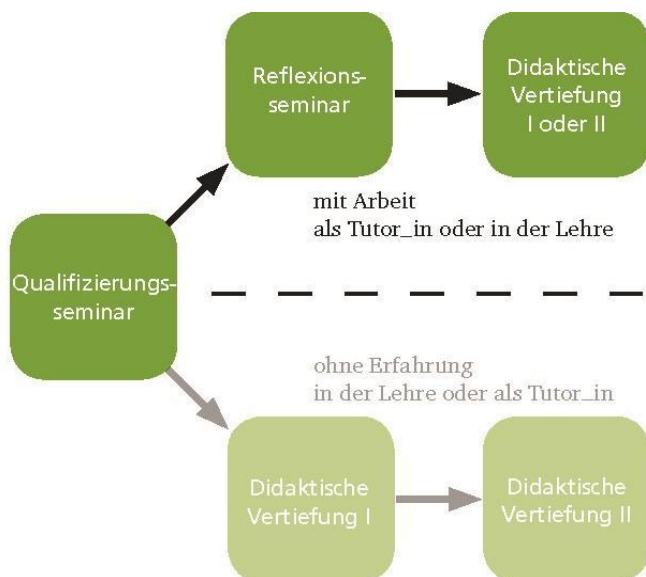 Reflexions-
seminar
Didaktische
Vertiefung
I oder II
mit Arbeit
als Tutor_in oder in der Lehre
Qualifizierungs-
seminar
ohne Erfahrung
in der Lehre oder als Tutor_in
Didaktische
Vertiefung I
Didaktische
Vertiefung II